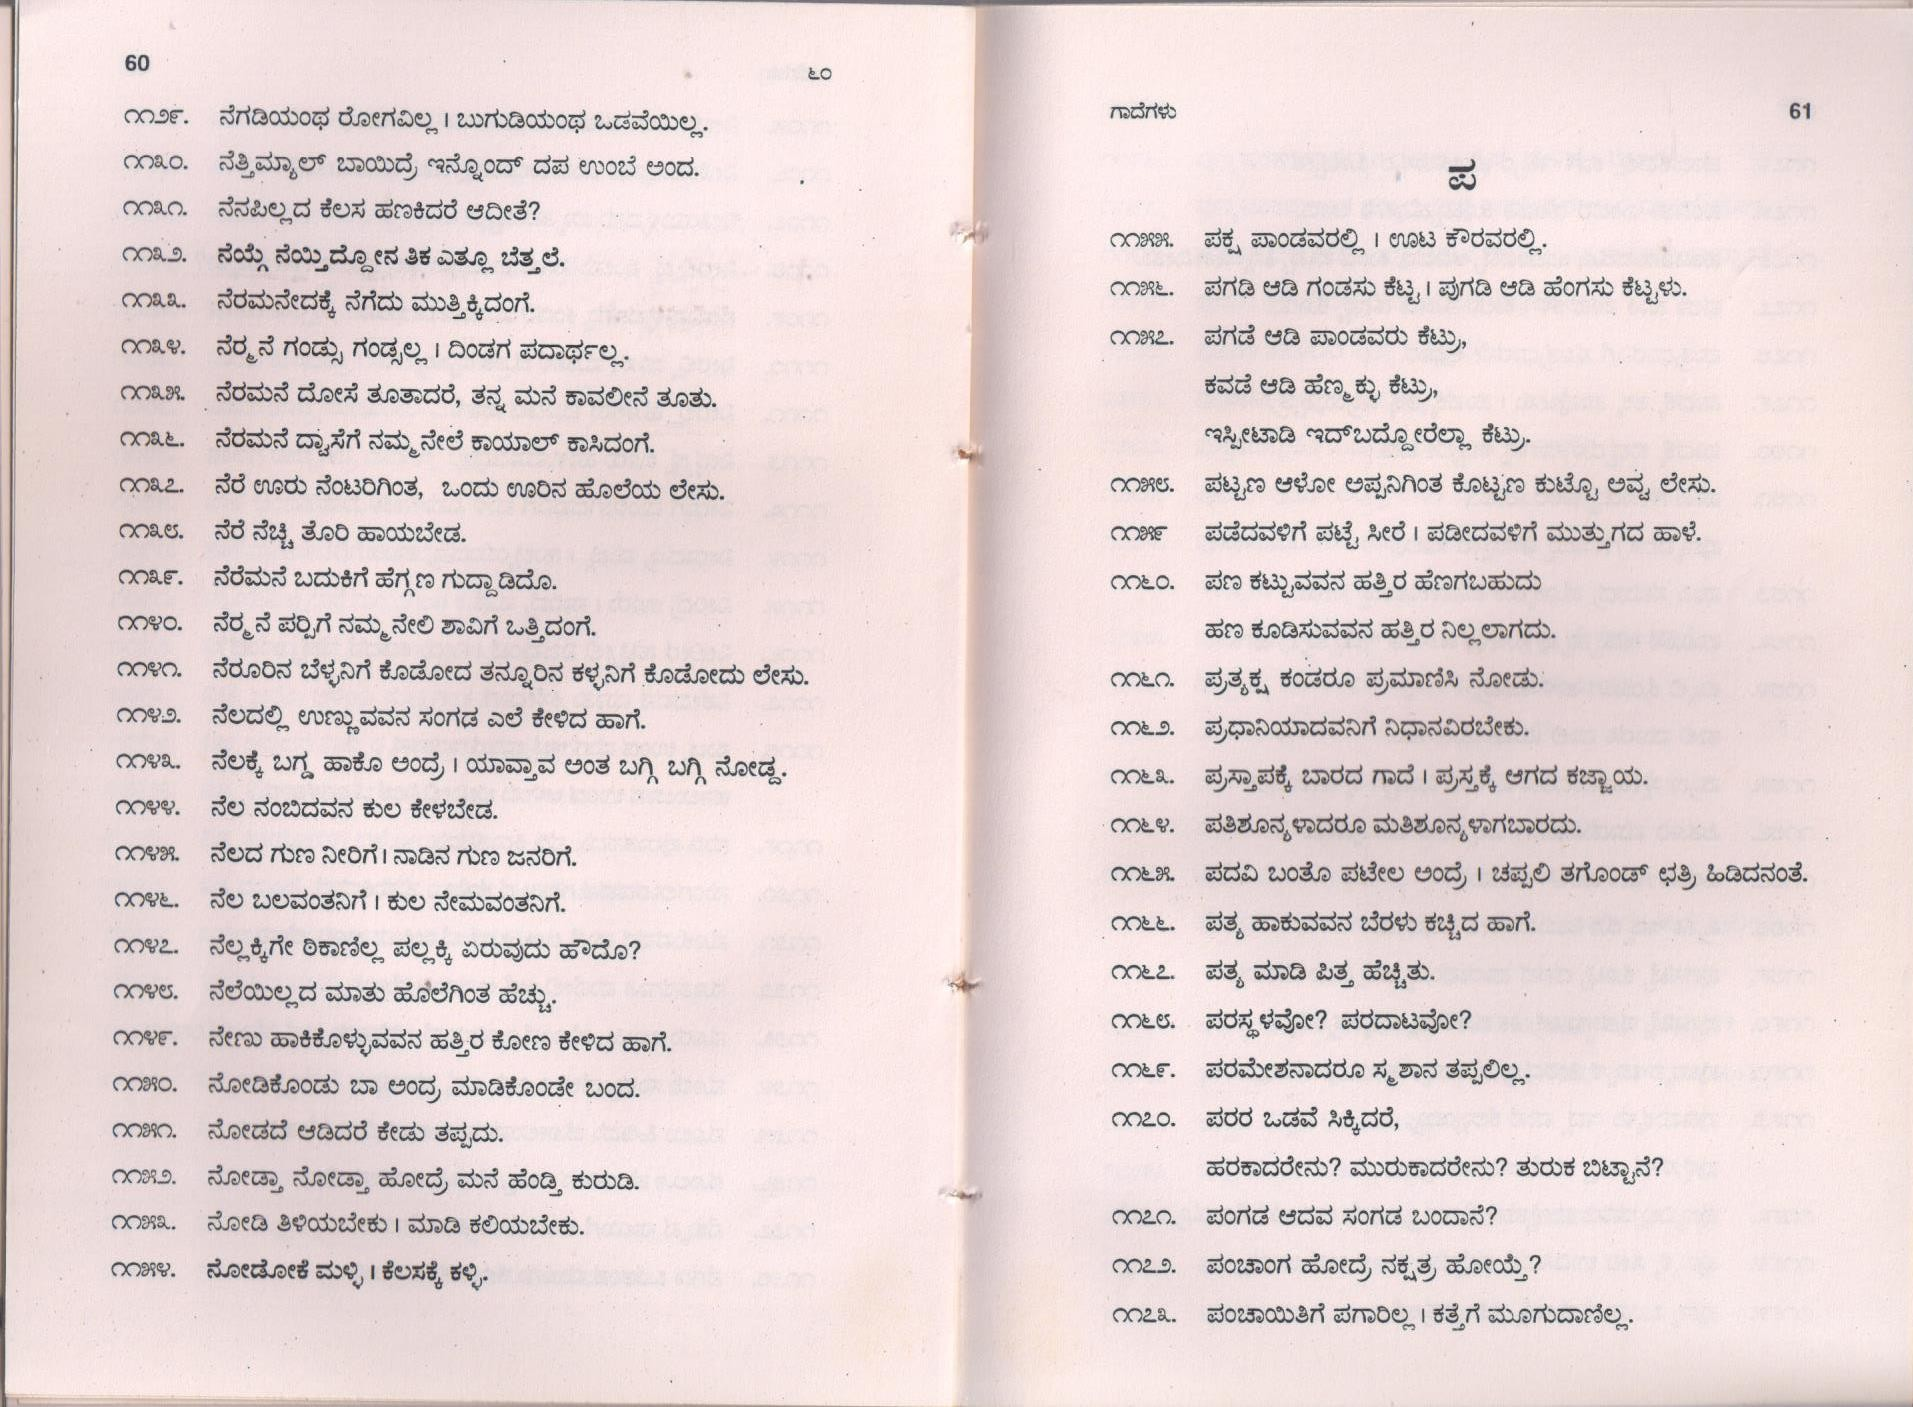 60
೬೦
೧೧೨೯. ನೆಗಡಿಯಂಥ ರೋಗವಿಲ್ಲ । ಬುಗುಡಿಯಂಥ ಒಡವೆಯಿಲ್ಲ.
೧೧೩೦. ನೆತ್ತಿಮ್ಯಾಲ್ ಬಾಯಿದ್ರೆ ಇನ್ನೊಂದ್ ದಪ ಉಂಬೆ ಅಂದ.
೧೧೩೧. ನೆನಪಿಲ್ಲದ ಕೆಲಸ ಹಣಕಿದರೆ ಆದೀತೆ?
೧೧೩೨. ನೆಯ್ಗೆ ನೆಯ್ತಿದ್ದೋನ ತಿಕ ಎತ್ಲೂ ಬೆತ್ತಲೆ.
೧೧೩೩. ನೆರಮನೇದಕ್ಕೆ ನೆಗೆದು ಮುತ್ತಿಕ್ಕಿದಂಗೆ.
೧೧೩೪. ನೆರ‍್ಮನೆ ಗಂಡ್ಸು ಗಂಡ್ಸಲ್ಲ । ದಿಂಡಗ ಪದಾರ್ಥಲ್ಲ.
೧೧೩೫. ನೆರಮನೆ ದೋಸೆ ತೂತಾದರೆ, ತನ್ನ ಮನೆ ಕಾವಲೀನೆ ತೂತು.
೧೧೩೬. ನೆರಮನೆ ದ್ವಾಸೆಗೆ ನಮ್ಮನೇಲೆ ಕಾಯಾಲ್ ಕಾಸಿದಂಗೆ.
೧೧೩೭. ನೆರೆ ಊರು ನೆಂಟರಿಗಿಂತ, ಒಂದು ಊರಿನ ಹೊಲೆಯ ಲೇಸು.
೧೧೩೮. ನೆರೆ ನೆಚ್ಚಿ ತೊರಿ ಹಾಯಬೇಡ.
೧೧೩೯. ನೆರೆಮನೆ ಬದುಕಿಗೆ ಹೆಗ್ಗಣ ಗುದ್ದಾಡಿದೊ.
೧೧೪೦. ನೆರ‍್ಮನೆ ಪರ‍್ಪಿಗೆ ನಮ್ಮನೇಲಿ ಶಾವಿಗೆ ಒತ್ತಿದಂಗೆ.
೧೧೪೧. ನೆರೂರಿನ ಬೆಳ್ಳನಿಗೆ ಕೊಡೋದ ತನ್ನೂರಿನ ಕಳ್ಳನಿಗೆ ಕೊಡೋದು ಲೇಸು.
೧೧೪೨. ನೆಲದಲ್ಲಿ ಉಣ್ಣುವವನ ಸಂಗಡ ಎಲೆ ಕೇಳಿದ ಹಾಗೆ.
೧೧೪೩. ನೆಲಕ್ಕೆ ಬಗ್ಡ ಹಾಕೊ ಅಂದ್ರೆ । ಯಾವ್ತಾವ ಅಂತ ಬಗ್ಗಿ ಬಗ್ಗಿ ನೋಡ್ದ.
೧೧೪೪. ನೆಲ ನಂಬಿದವನ ಕುಲ ಕೇಳಬೇಡ.
೧೧೪೫. ನೆಲದ ಗುಣ ನೀರಿಗೆ । ನಾಡಿನ ಗುಣ ಜನರಿಗೆ.
೧೧೪೬. ನೆಲ ಬಲವಂತನಿಗೆ । ಕುಲ ನೇಮವಂತನಿಗೆ.
೧೧೪೭. ನೆಲ್ಲಕ್ಕಿಗೇ ಠಿಕಾಣಿಲ್ಲ ಪಲ್ಲಕ್ಕಿ ಏರುವುದು ಹೌದೊ?
೧೧೪೮. ನೆಲೆಯಿಲ್ಲದ ಮಾತು ಹೊಲೆಗಿಂತ ಹೆಚ್ಚು.
೧೧೪೯. ನೇಣು ಹಾಕಿಕೊಳ್ಳುವವನ ಹತ್ತಿರ ಕೋಣ ಕೇಳಿದ ಹಾಗೆ.
೧೧೫೦. ನೋಡಿಕೊಂಡು ಬಾ ಅಂದ್ರ ಮಾಡಿಕೊಂಡೇ ಬಂದ.
೧೧೫೧. ನೋಡದೆ ಆಡಿದರೆ ಕೇಡು ತಪ್ಪದು.
೧೧೫೨. ನೋಡ್ತಾ ನೋಡ್ತಾ ಹೋದ್ರೆ ಮನೆ ಹೆಂಡ್ತಿ ಕುರುಡಿ.
೧೧೫೩. ನೋಡಿ ತಿಳಿಯಬೇಕು । ಮಾಡಿ ಕಲಿಯಬೇಕು.
೧೧೫೪. ನೋಡೋಕೆ ಮಳ್ಳಿ । ಕೆಲಸಕ್ಕೆ ಕಳ್ಳಿ.
ಗಾದೆಗಳು
61
ಪ
೧೧೫೫. ಪಕ್ಷ ಪಾಂಡವರಲ್ಲಿ । ಊಟ ಕೌರವರಲ್ಲಿ.
೧೧೫೬. ಪಗಡಿ ಆಡಿ ಗಂಡಸು ಕೆಟ್ಟ । ಪುಗಡಿ ಆಡಿ ಹೆಂಗಸು ಕೆಟ್ಟಳು.
೧೧೫೭. ಪಗಡೆ ಆಡಿ ಪಾಂಡವರು ಕೆಟ್ರು,
ಕವಡೆ ಆಡಿ ಹೆಣ್ಮಕ್ಳು ಕೆಟ್ರು,
ಇಸ್ಪೀಟಾಡಿ ಇದ್‌ಬದ್ದೋರೆಲ್ಲಾ ಕೆಟ್ರು.
೧೧೫೮. ಪಟ್ಟಣ ಆಳೋ ಅಪ್ಪನಿಗಿಂತ ಕೊಟ್ಟಣ ಕುಟ್ಟೊ ಅವ್ವ ಲೇಸು.
೧೧೫೯ ಪಡೆದವಳಿಗೆ ಪಟ್ಟೆ ಸೀರೆ । ಪಡೀದವಳಿಗೆ ಮುತ್ತುಗದ ಹಾಳೆ.
೧೧೬೦. ಪಣ ಕಟ್ಟುವವನ ಹತ್ತಿರ ಹೆಣಗಬಹುದು
ಹಣ ಕೂಡಿಸುವವನ ಹತ್ತಿರ ನಿಲ್ಲಲಾಗದು.
೧೧೬೧. ಪ್ರತ್ಯಕ್ಷ ಕಂಡರೂ ಪ್ರಮಾಣಿಸಿ ನೋಡು.
೧೧೬೨. ಪ್ರಧಾನಿಯಾದವನಿಗೆ ನಿಧಾನವಿರಬೇಕು.
೧೧೬೩. ಪ್ರಸ್ತಾಪಕ್ಕೆ ಬಾರದ ಗಾದೆ । ಪ್ರಸ್ತಕ್ಕೆ ಆಗದ ಕಜ್ಜಾಯ.
೧೧೬೪. ಪತಿಶೂನ್ಯಳಾದರೂ ಮತಿಶೂನ್ಯಳಾಗಬಾರದು.
೧೧೬೫. ಪದವಿ ಬಂತೊ ಪಟೇಲ ಅಂದ್ರೆ । ಚಪ್ಪಲಿ ತಗೊಂಡ್ ಛತ್ರಿ ಹಿಡಿದನಂತೆ.
೧೧೬೬. ಪತ್ಯ ಹಾಕುವವನ ಬೆರಳು ಕಚ್ಚಿದ ಹಾಗೆ.
೧೧೬೭. ಪತ್ಯ ಮಾಡಿ ಪಿತ್ತ ಹೆಚ್ಚಿತು.
೧೧೬೮. ಪರಸ್ಥಳವೋ? ಪರದಾಟವೋ?
೧೧೬೯. ಪರಮೇಶನಾದರೂ ಸ್ಮಶಾನ ತಪ್ಪಲಿಲ್ಲ.
೧೧೭೦. ಪರರ ಒಡವೆ ಸಿಕ್ಕಿದರೆ,
ಹರಕಾದರೇನು? ಮುರುಕಾದರೇನು? ತುರುಕ ಬಿಟ್ಟಾನೆ?
೧೧೭೧. ಪಂಗಡ ಆದವ ಸಂಗಡ ಬಂದಾನೆ?
೧೧೭೨. ಪಂಚಾಂಗ ಹೋದ್ರೆ ನಕ್ಷತ್ರ ಹೋಯ್ತೆ?
೧೧೭೩. ಪಂಚಾಯಿತಿಗೆ ಪಗಾರಿಲ್ಲ । ಕತ್ತೆಗೆ ಮೂಗುದಾಣಿಲ್ಲ.